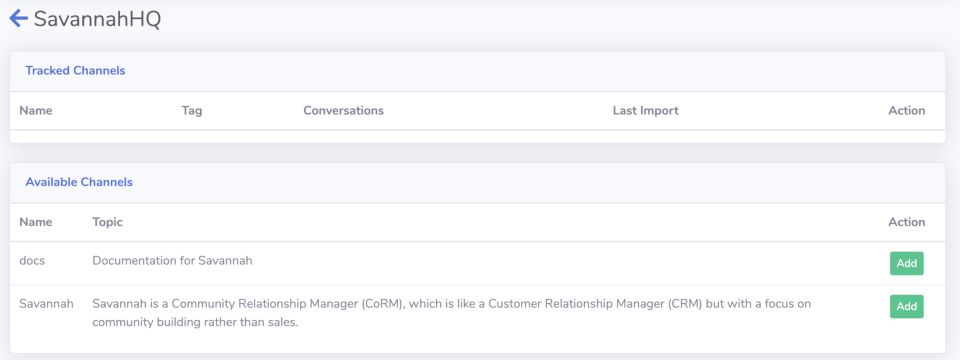 SavannahHQ
Tracked Channels
Name Tag Conversations Last Import Action
Available Channels
Name Topic Action
docs Documentation for Savannah Add
Savannah Savannah is a Community Relationship Manager (CoRM), which is like a Customer Relationship Manager (CRM) but with a focus on Add
community building rather than sales.